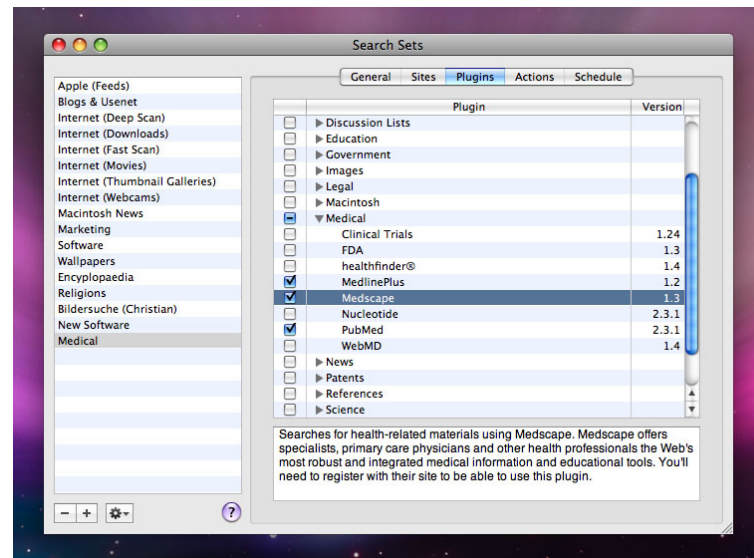 Search Sets
General Sites Plugins Actions Schedule
Apple (Feeds)
Blogs & Usenet
Internet (Deep Scan)
Internet (Downloads)
Internet (Fast Scan)
Internet (Movies)
Internet (Thumbnail Galleries)
Internet (Webcams)
Macintosh News
Marketing
Software
Wallpapers
Encyplopaedia
Religions
Bildersuche (Christian)
New Software
Medical
Plugin Version
Discussion Lists
Education
Government
Images
Legal
Macintosh
Medical
Clinical Trials 1.24
FDA 1.3
healthfinder® 1.4
MedlinePlus 1.2
Medscape 1.3
Nucleotide 2.3.1
PubMed 2.3.1
WebMD 1.4
News
Patents
References
Science
Searches for health-related materials using Medscape. Medscape offers
specialists, primary care physicians and other health professionals the Web's
most robust and integrated medical information and educational tools. You'll
need to register with their site to be able to use this plugin.